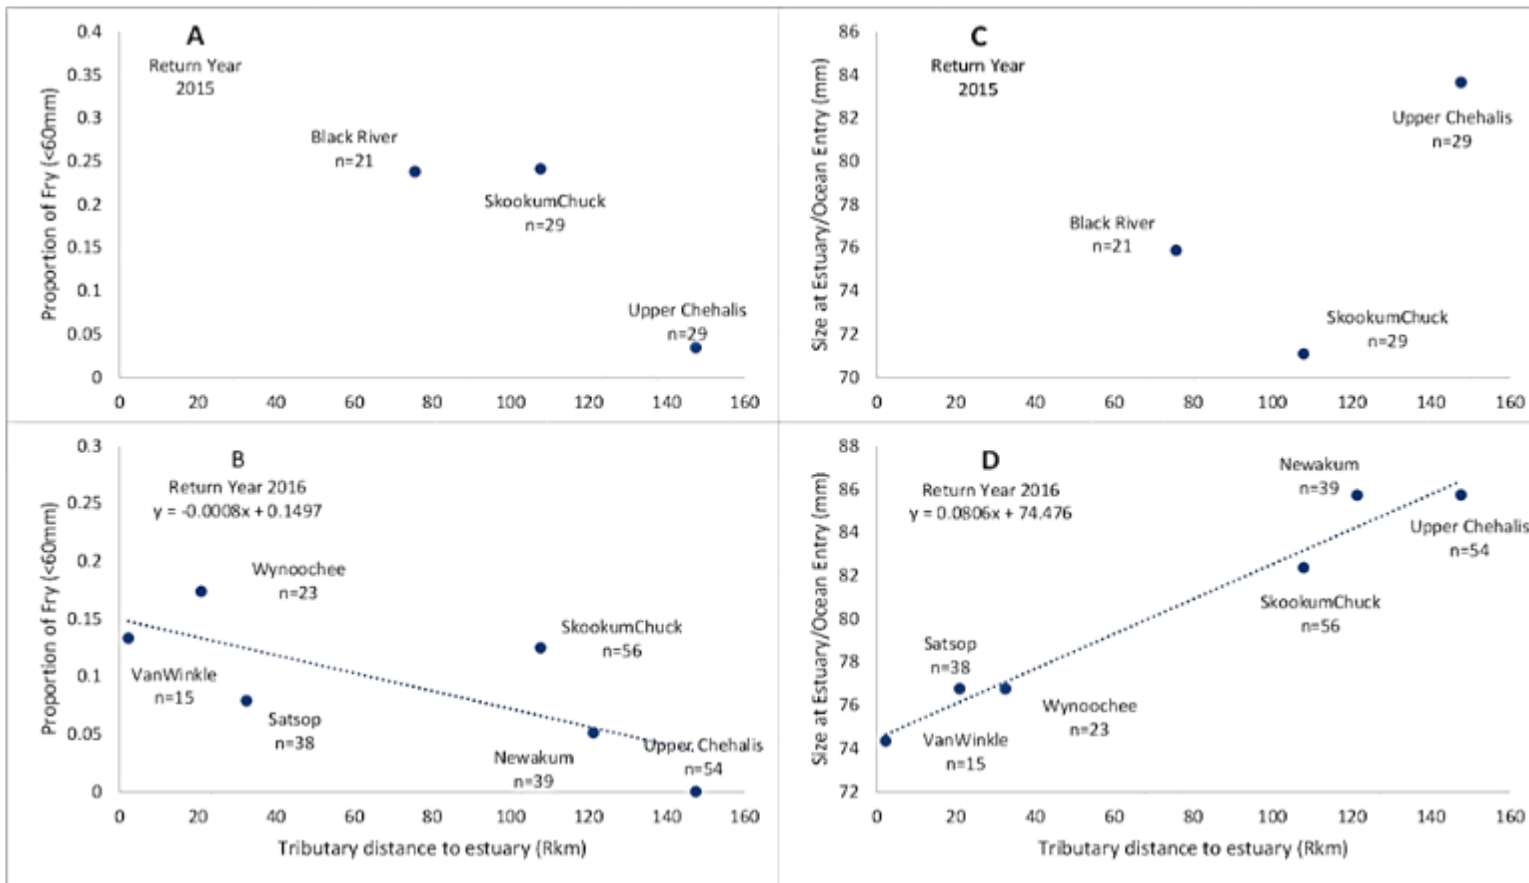 A
Return Year
2015
Proportion of Fry (<60mm)
0.4
0.35
0.3
0.25
0.2
0.15
0.1
0.05
0
Black River
n=21
SkookumChuck
n=29
Upper Chehalis
n=29
0 20 40 60 80 100 120 140 160
C
Return Year
2015
Size at Estuary/Ocean Entry (mm)
86
84
82
80
78
76
74
72
70
Upper Chehalis
n=29
Black River
n=21
SkookumChuck
n=29
0 20 40 60 80 100 120 140 160
B
Return Year 2016
y = -0.0008x + 0.1497
Proportion of Fry (<60mm)
0.3
0.25
0.2
0.15
0.1
0.05
0
Wynoochee
n=23
SkookumChuck
n=56
VanWinkle
n=15
Satsop
n=38
Newakum
n=39
Upper Chehalis
n=54
0 20 40 60 80 100 120 140 160
Tributary distance to estuary (Rkm)
D
Return Year 2016
y = 0.0806x + 74.476
Size at Estuary/Ocean Entry (mm)
88
86
84
82
80
78
76
74
72
Newakum
n=39
Upper Chehalis
n=54
SkookumChuck
n=56
Satsop
n=38
Wynoochee
n=23
VanWinkle
n=15
0 20 40 60 80 100 120 140 160
Tributary distance to estuary (Rkm)